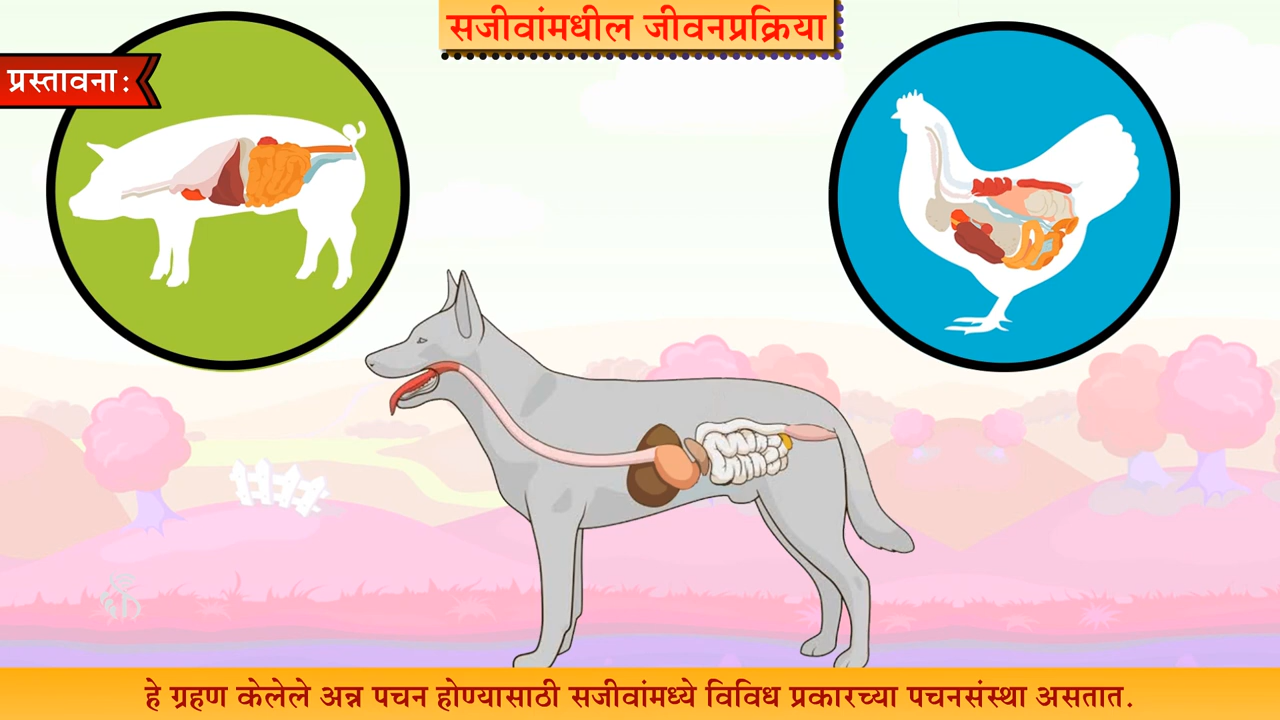 सजीवांमधील जीवनप्रक्रिया
प्रस्तावना:
हे ग्रहण केलेले अन्न पचन होण्यासाठी सजीवांमध्ये विविध प्रकारच्या पचनसंस्था असतात.